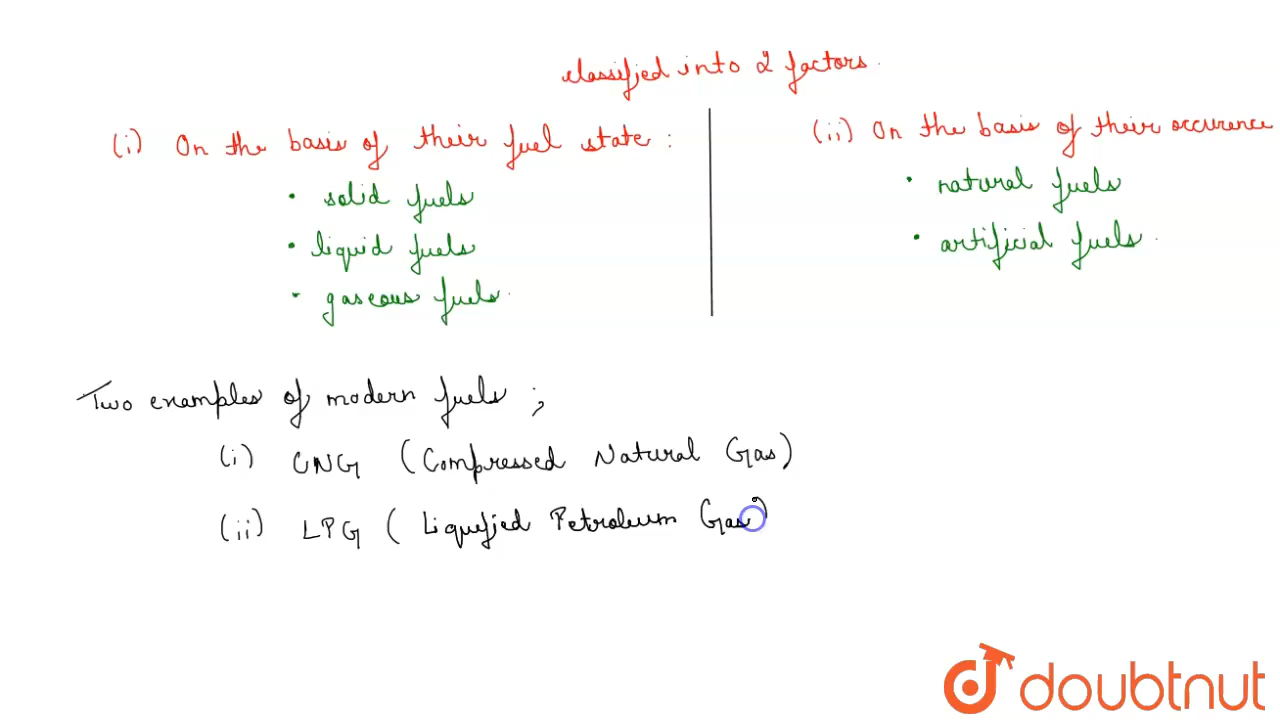 classified into 2 factors.
(i) On the basis of their fuel state :
• solid fuels
• liquid fuels
• gaseous fuels.
(ii) On the basis of their occurence
• natural fuels
• artificial fuels.
Two examples of modern fuels ;
(i) CNG (Compressed Natural Gas)
(ii) LPG ( Liquefied Petroleum Gas)
doubtnut